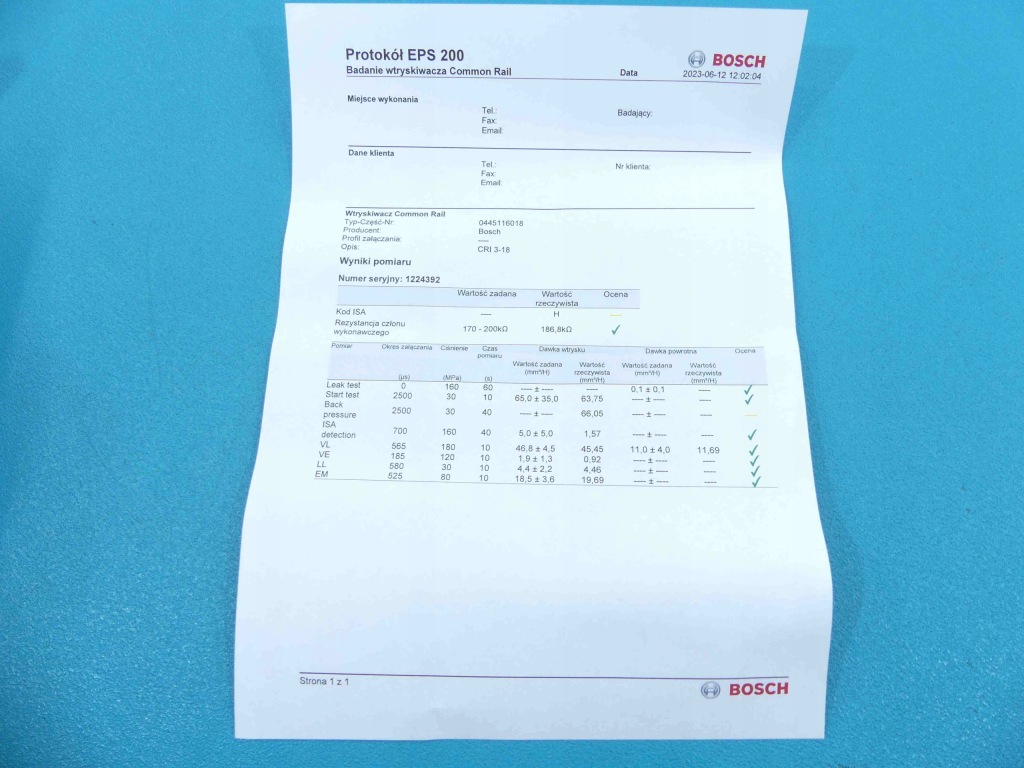 Protokół EPS 200
Badanie wtryskiwacza Common Rail
BOSCH
Data 2023-06-12 12:02:04
Miejsce wykonania
Tel.: Badający:
Fax:
Email:
Dane klienta
Tel.: Nr klienta:
Fax:
Email:
Wtryskiwacz Common Rail
Typ-Część-Nr: 0445116018
Producent: Bosch
Profil załączania: ----
Opis: CRI 3-18
Wyniki pomiaru
Numer seryjny: 1224392
Wartość zadana Wartość rzeczywista Ocena
Kod ISA ---- H ----
Rezystancja członu wykonawczego 170 - 200kΩ 186,8kΩ ✓
Pomiar Okres załączania Ciśnienie Czas pomiaru Dawka wtrysku Dawka powrotna Ocena
Wartość zadana (mm³/H) Wartość rzeczywista (mm³/H) Wartość zadana (mm³/H) Wartość rzeczywista (mm³/H)
(µs) (MPa) (s)
Leak test 0 160 60 ---- ± ---- ---- 0,1 ± 0,1 ---- ✓
Start test 2500 30 10 65,0 ± 35,0 63,75 ---- ± ---- ✓
Back pressure 2500 30 40 ---- ± ---- 66,05 ---- ± ---- ---- ----
ISA detection 700 160 40 5,0 ± 5,0 1,57 ---- ± ---- ---- ✓
VL 565 180 10 46,8 ± 4,5 45,45 11,0 ± 4,0 11,69 ✓
VE 185 120 10 1,9 ± 1,3 0,92 ---- ± ---- ---- ✓
LL 580 30 10 4,4 ± 2,2 4,46 ---- ± ---- ---- ✓
EM 525 80 10 18,5 ± 3,6 19,69 ---- ± ---- ---- ✓
Strona 1 z 1
BOSCH